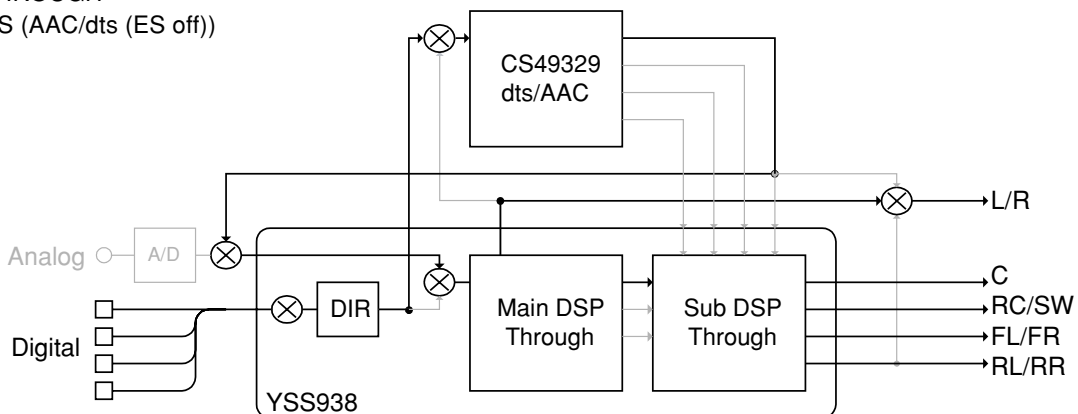 S (AAC/dts (ES off))
CS49329
dts/AAC
L/R
Analog
A/D
C
DIR
Main DSP
Through
Sub DSP
Through
RC/SW
FL/FR
RL/RR
Digital
YSS938